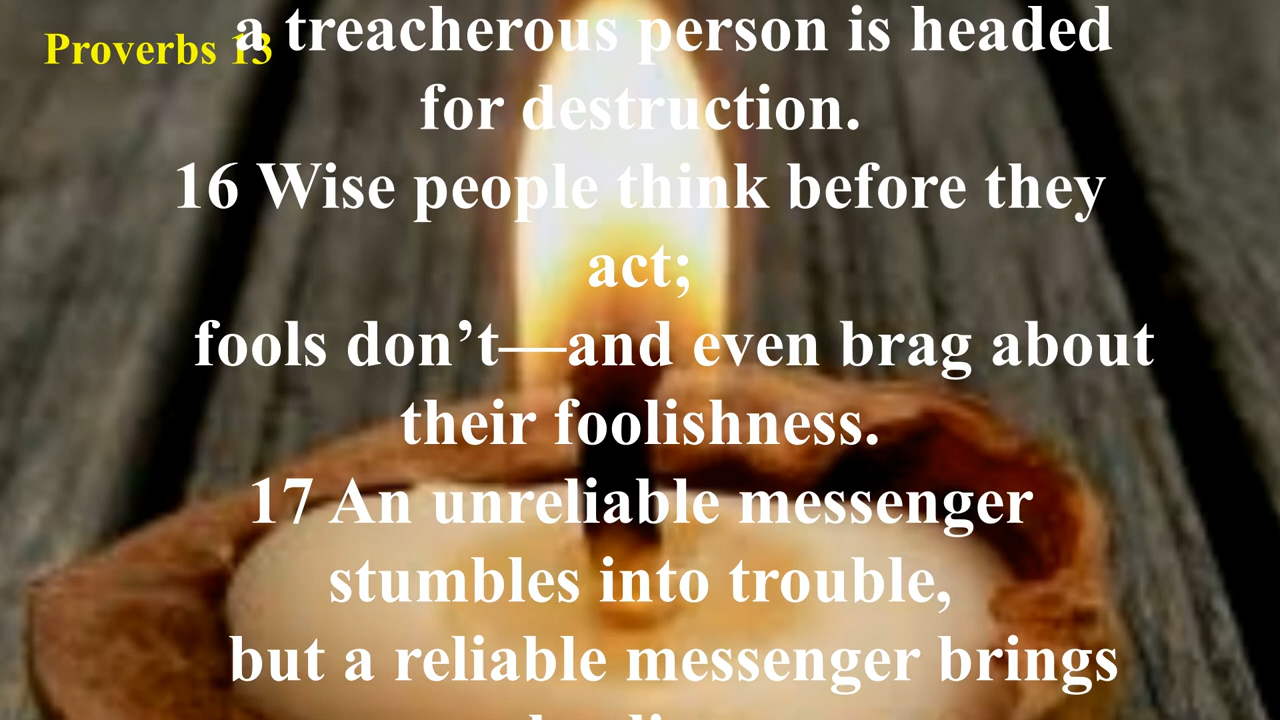 Proverbs 13
a treacherous person is headed
for destruction.
16 Wise people think before they
act;
fools don’t—and even brag about
their foolishness.
17 An unreliable messenger
stumbles into trouble,
but a reliable messenger brings